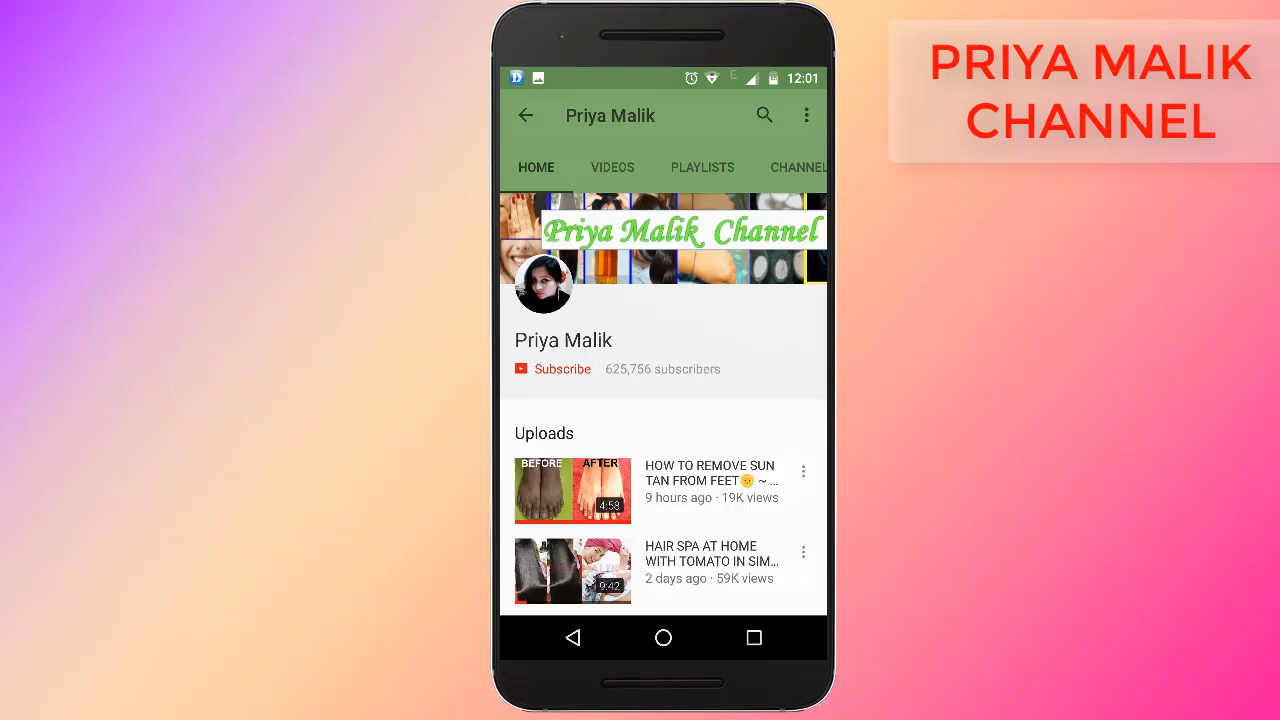 PRIYA MALIK
CHANNEL
12:01
Priya Malik
HOME VIDEOS PLAYLISTS CHANNEL
Priya Malik Channel
Priya Malik
Subscribe 625,756 subscribers
Uploads
BEFORE AFTER
4:58
HOW TO REMOVE SUN
TAN FROM FEET🌞 ~ ...
9 hours ago · 19K views
9:42
HAIR SPA AT HOME
WITH TOMATO IN SIM...
2 days ago · 59K views